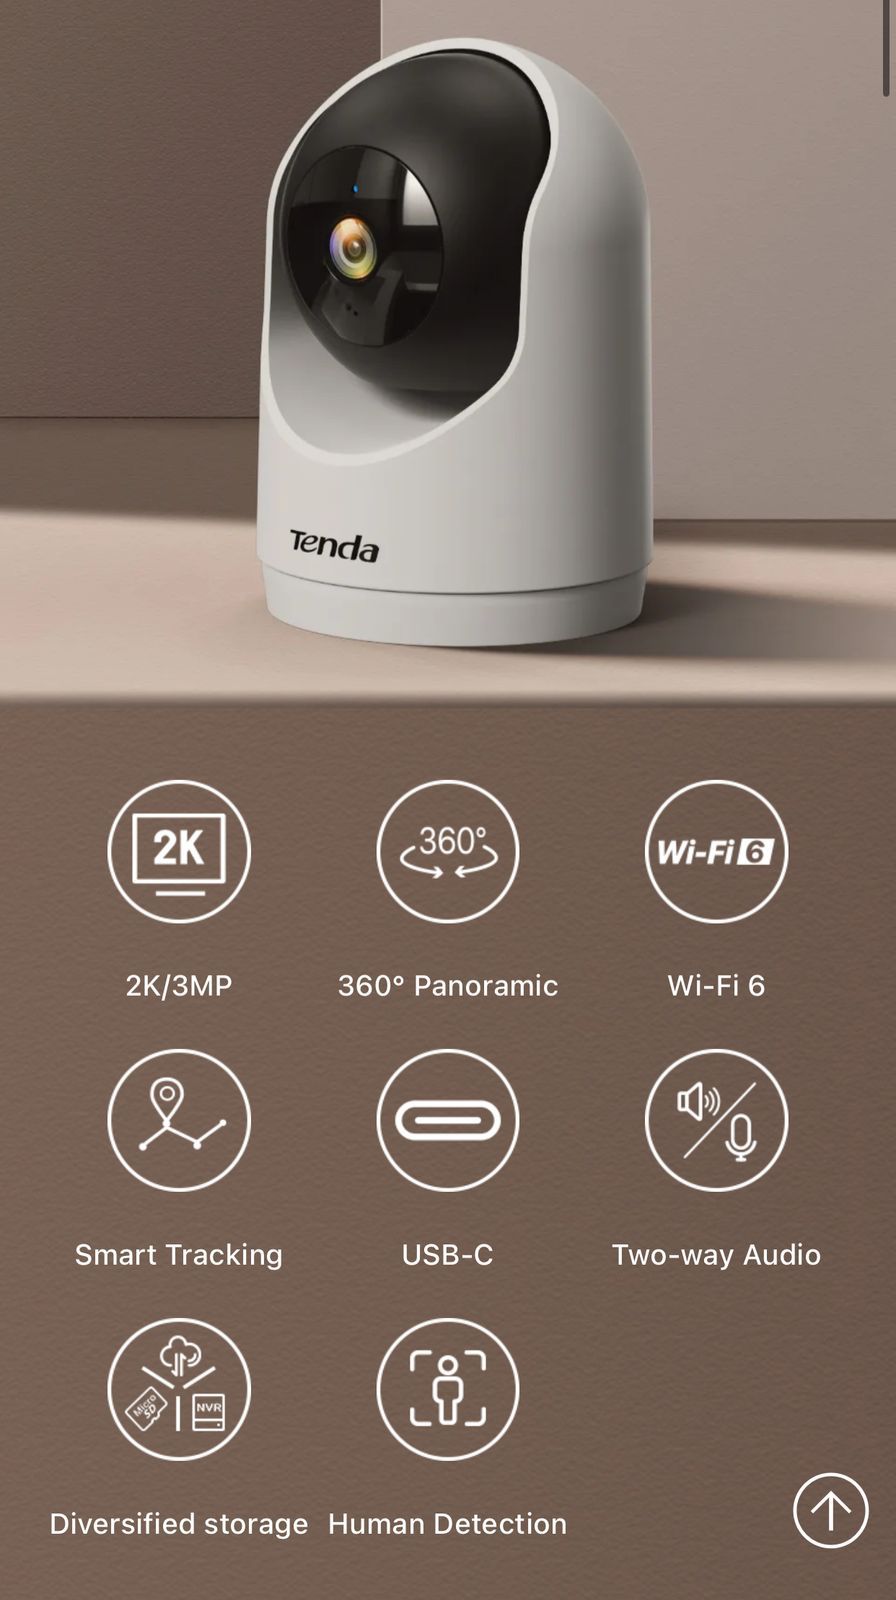 Tenda
2K
360°
Wi-Fi 6
2K/3MP
360° Panoramic
Wi-Fi 6
Smart Tracking
USB-C
Two-way Audio
Micro
SD
NVR
Diversified storage
Human Detection